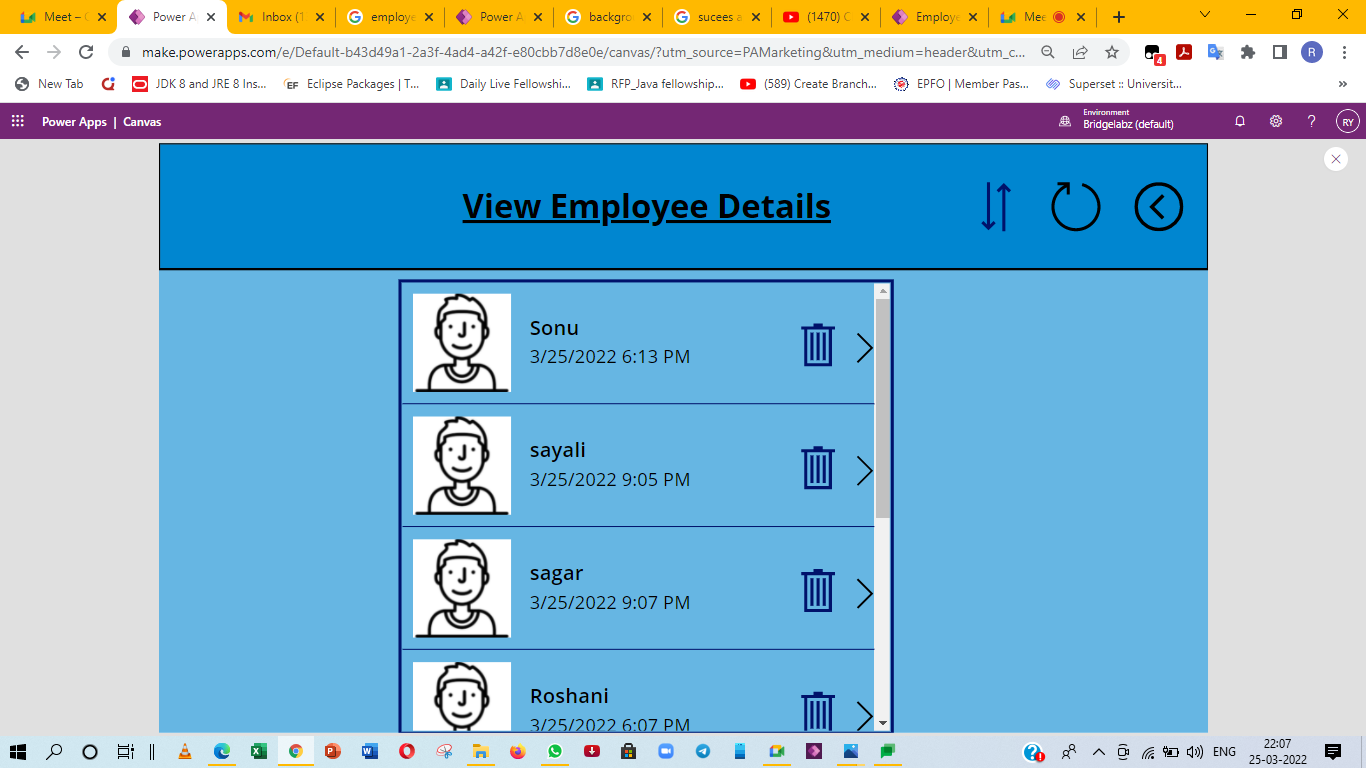 Meet – G
Power A
Inbox (1
employe
Power A
backgro
sucees a
(1470) C
Employe
Mee
make.powerapps.com/e/Default-b43d49a1-2a3f-4ad4-a42f-e80cbb7d8e0e/canvas/?utm_source=PAMarketing&utm_medium=header&utm_c...
4
R
New Tab
JDK 8 and JRE 8 Ins...
EF Eclipse Packages | T...
Daily Live Fellowshi...
RFP_Java fellowship...
(589) Create Branch...
EPFO | Member Pas...
Superset :: Universit...
»
Power Apps | Canvas
Environment
Bridgelabz (default)
?
RY
View Employee Details
Sonu
3/25/2022 6:13 PM
sayali
3/25/2022 9:05 PM
sagar
3/25/2022 9:07 PM
Roshani
3/25/2022 6:07 PM
ENG
22:07
25-03-2022